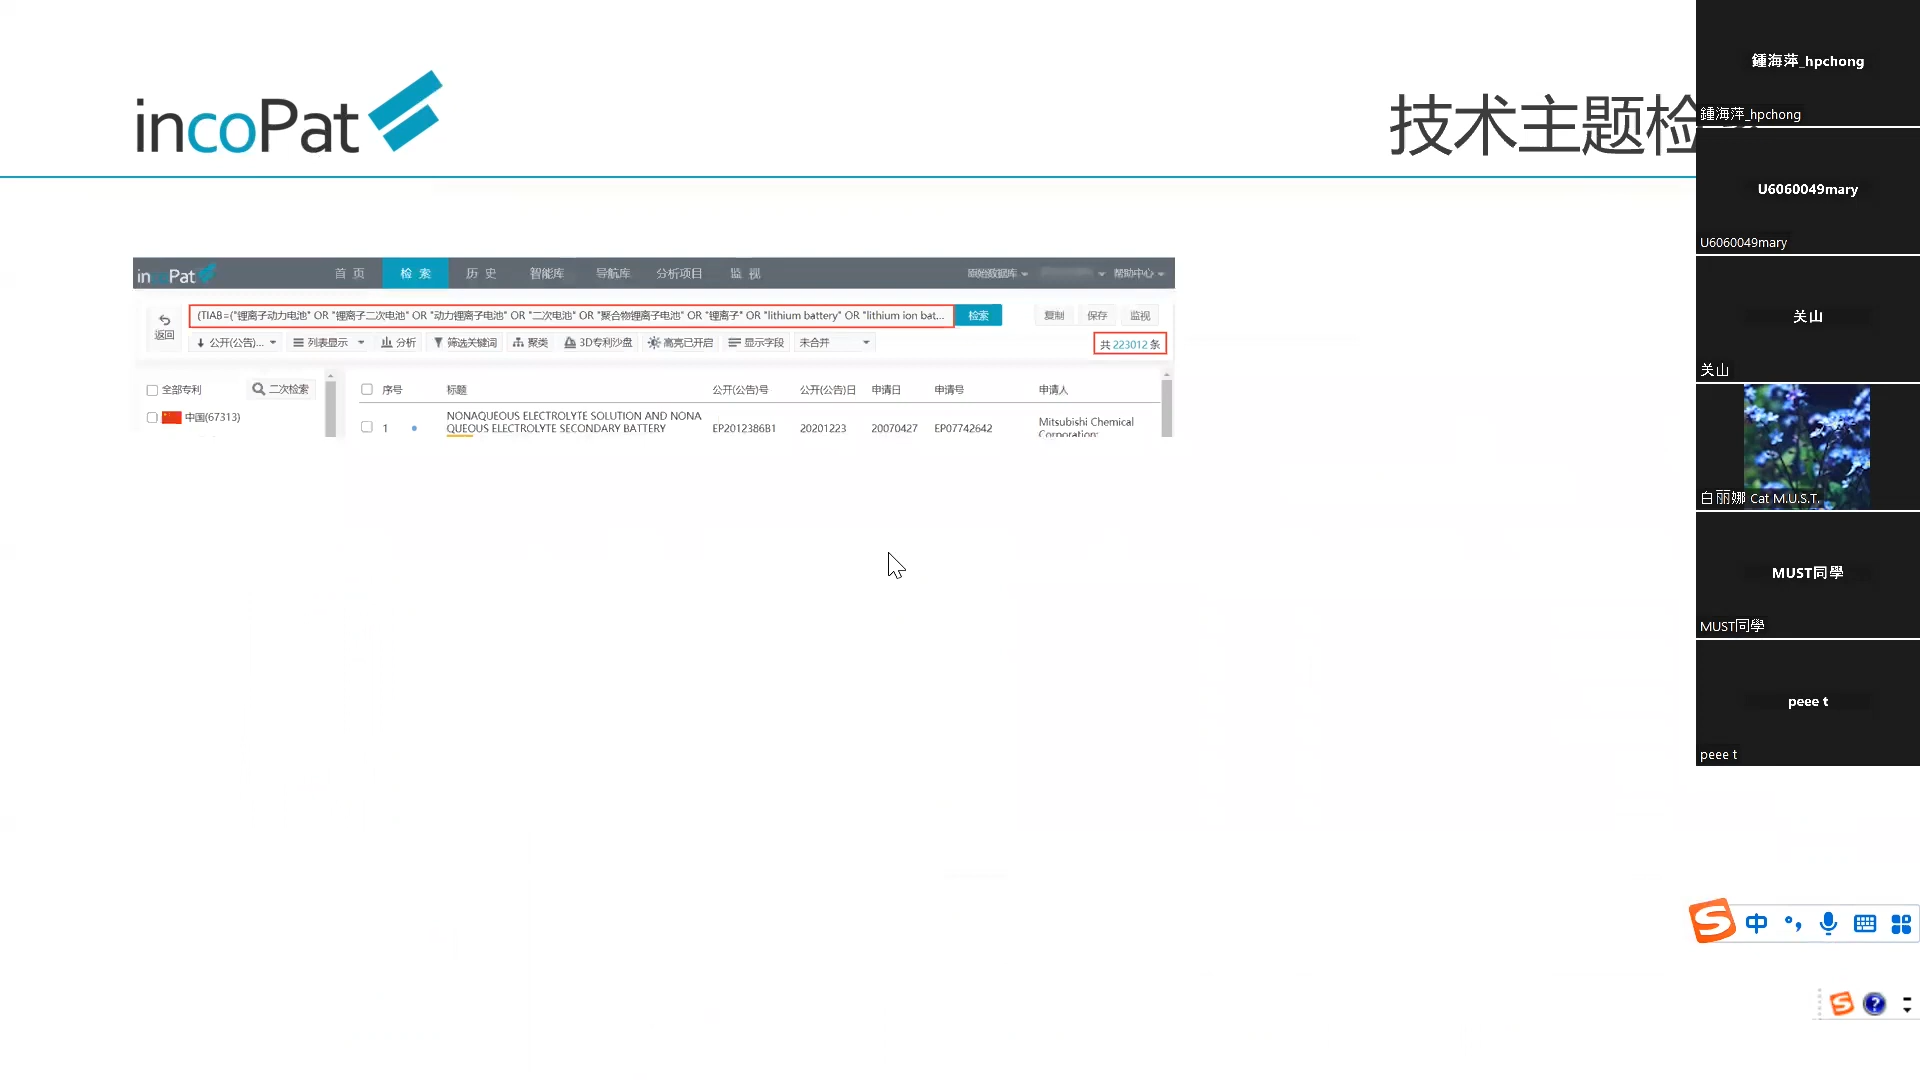 incoPat
技术主题检
incoPat
首 页
检 索
历 史
智能库
导航库
分析项目
监 视
原始数据库
帮助中心
返回
(TIAB=("锂离子动力电池" OR "锂离子二次电池" OR "动力锂离子电池" OR "二次电池" OR "聚合物锂离子电池" OR "锂离子" OR "lithium battery" OR "lithium ion bat...
检索
复制
保存
监视
公开(公告)...
列表显示
分析
筛选关键词
聚类
3D专利沙盘
高亮已开启
显示字段
未合并
共 223012 条
全部专利
二次检索
中国(67313)
序号
标题
公开(公告)号
公开(公告)日
申请日
申请号
申请人
1
NONAQUEOUS ELECTROLYTE SOLUTION AND NONA
QUEOUS ELECTROLYTE SECONDARY BATTERY
EP2012386B1
20201223
20070427
EP07742642
Mitsubishi Chemical
Corporation;
鍾海萍_hpchong
鍾海萍_hpchong
U6060049mary
U6060049mary
关山
关山
白丽娜 Cat M.U.S.T.
MUST同學
MUST同學
peee t
peee t
中